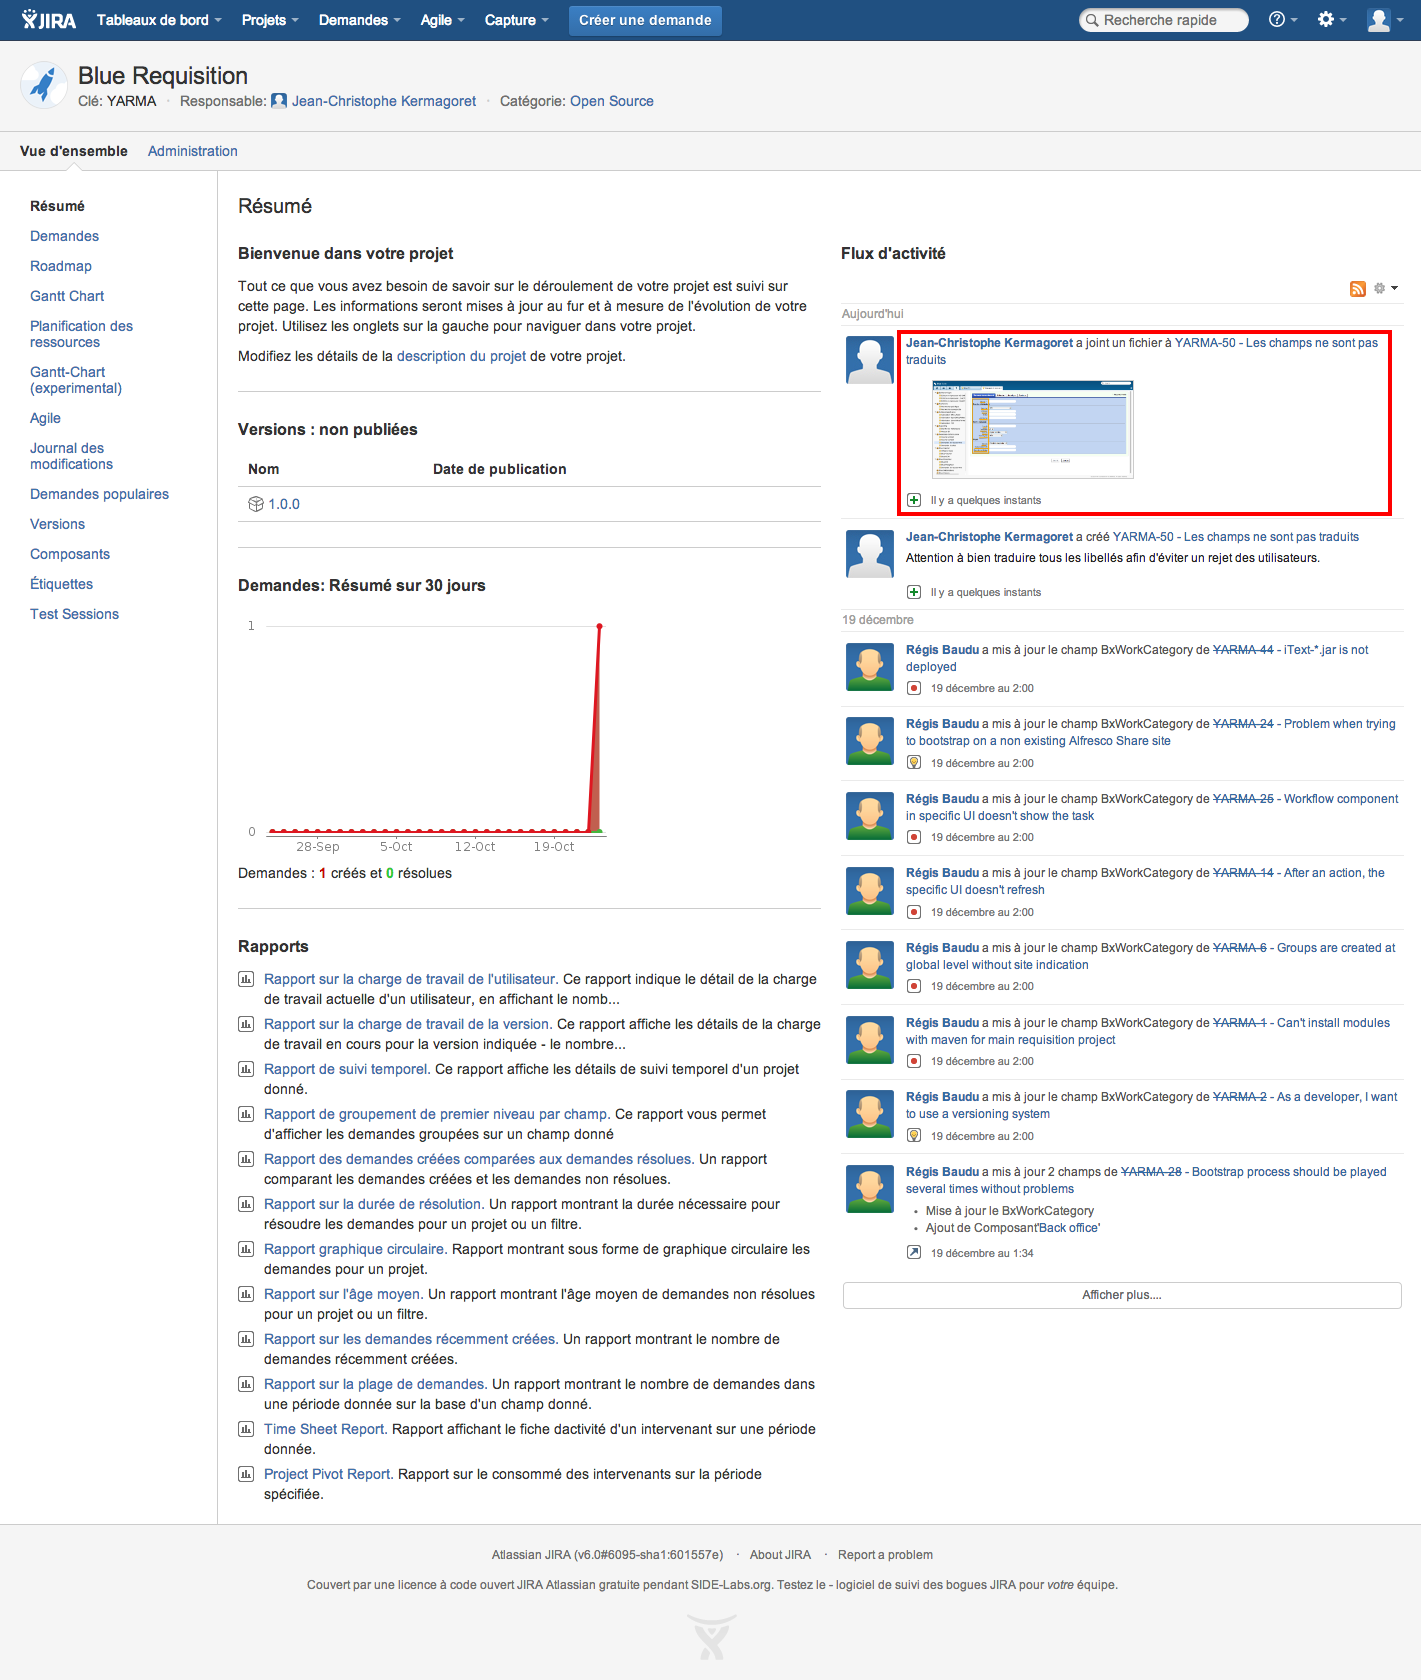 JIRA Tableaux de bord Projets Demandes Agile Capture Créer une demande Recherche rapide
Blue Requisition
Clé: YARMA · Responsable: Jean-Christophe Kermagoret · Catégorie: Open Source
Vue d'ensemble Administration
Résumé
Demandes
Roadmap
Gantt Chart
Planification des
ressources
Gantt-Chart
(experimental)
Agile
Journal des
modifications
Demandes populaires
Versions
Composants
Étiquettes
Test Sessions
Résumé
Bienvenue dans votre projet
Tout ce que vous avez besoin de savoir sur le déroulement de votre projet est suivi sur
cette page. Les informations seront mises à jour au fur et à mesure de l'évolution de votre
projet. Utilisez les onglets sur la gauche pour naviguer dans votre projet.
Modifiez les détails de la description du projet de votre projet.
Versions : non publiées
Nom Date de publication
1.0.0
Demandes: Résumé sur 30 jours
1
0
28-Sep 5-Oct 12-Oct 19-Oct
Demandes : 1 créés et 0 résolues
Rapports
Rapport sur la charge de travail de l'utilisateur. Ce rapport indique le détail de la charge
de travail actuelle d'un utilisateur, en affichant le nomb...
Rapport sur la charge de travail de la version. Ce rapport affiche les détails de la charge
de travail en cours pour la version indiquée - le nombre...
Rapport de suivi temporel. Ce rapport affiche les détails de suivi temporel d'un projet
donné.
Rapport de groupement de premier niveau par champ. Ce rapport vous permet
d'afficher les demandes groupées sur un champ donné
Rapport des demandes créées comparées aux demandes résolues. Un rapport
comparant les demandes créées et les demandes non résolues.
Rapport sur la durée de résolution. Un rapport montrant la durée nécessaire pour
résoudre les demandes pour un projet ou un filtre.
Rapport graphique circulaire. Rapport montrant sous forme de graphique circulaire les
demandes pour un projet.
Rapport sur l'âge moyen. Un rapport montrant l'âge moyen de demandes non résolues
pour un projet ou un filtre.
Rapport sur les demandes récemment créées. Un rapport montrant le nombre de
demandes récemment créées.
Rapport sur la plage de demandes. Un rapport montrant le nombre de demandes dans
une période donnée sur la base d'un champ donné.
Time Sheet Report. Rapport affichant le fiche dactivité d'un intervenant sur une période
donnée.
Project Pivot Report. Rapport sur le consommé des intervenants sur la période
spécifiée.
Flux d'activité
Aujourd'hui
Jean-Christophe Kermagoret a joint un fichier à YARMA-50 - Les champs ne sont pas
traduits
Il y a quelques instants
Jean-Christophe Kermagoret a créé YARMA-50 - Les champs ne sont pas traduits
Attention à bien traduire tous les libellés afin d'éviter un rejet des utilisateurs.
Il y a quelques instants
19 décembre
Régis Baudu a mis à jour le champ BxWorkCategory de YARMA-44 - iText-*.jar is not
deployed
19 décembre au 2:00
Régis Baudu a mis à jour le champ BxWorkCategory de YARMA-24 - Problem when trying
to bootstrap on a non existing Alfresco Share site
19 décembre au 2:00
Régis Baudu a mis à jour le champ BxWorkCategory de YARMA-25 - Workflow component
in specific UI doesn't show the task
19 décembre au 2:00
Régis Baudu a mis à jour le champ BxWorkCategory de YARMA-14 - After an action, the
specific UI doesn't refresh
19 décembre au 2:00
Régis Baudu a mis à jour le champ BxWorkCategory de YARMA-6 - Groups are created at
global level without site indication
19 décembre au 2:00
Régis Baudu a mis à jour le champ BxWorkCategory de YARMA-1 - Can't install modules
with maven for main requisition project
19 décembre au 2:00
Régis Baudu a mis à jour le champ BxWorkCategory de YARMA-2 - As a developer, I want
to use a versioning system
19 décembre au 2:00
Régis Baudu a mis à jour 2 champs de YARMA-28 - Bootstrap process should be played
several times without problems
• Mise à jour le BxWorkCategory
• Ajout de Composant'Back office'
19 décembre au 1:34
Afficher plus....
Atlassian JIRA (v6.0#6095-sha1:601557e) · About JIRA · Report a problem
Couvert par une licence à code ouvert JIRA Atlassian gratuite pendant SIDE-Labs.org. Testez le - logiciel de suivi des bogues JIRA pour votre équipe.